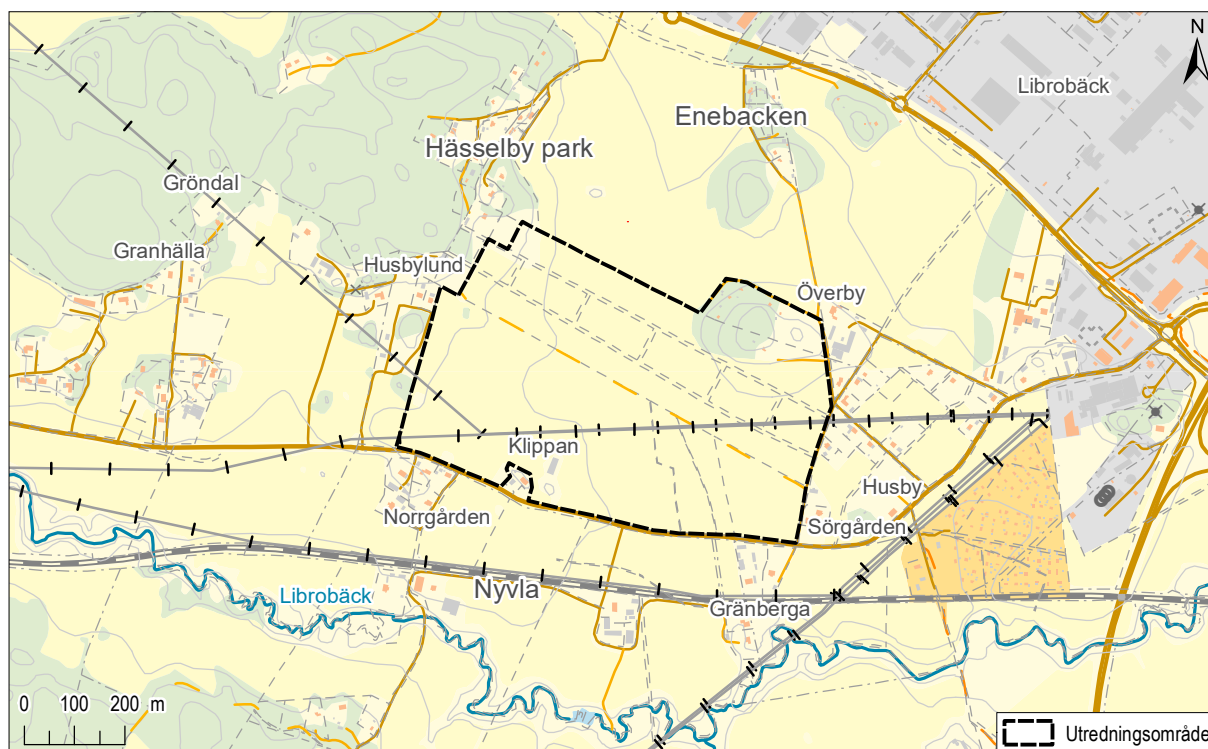 N
Librobäck
Enebacken
Hässelby park
Gröndal
Granhälla
Husbylund
Överby
Klippan
Husby
Norrgården
Sörgården
Nyvla
Librobäck
Gränberga
0 100 200 m
Utredningsområde